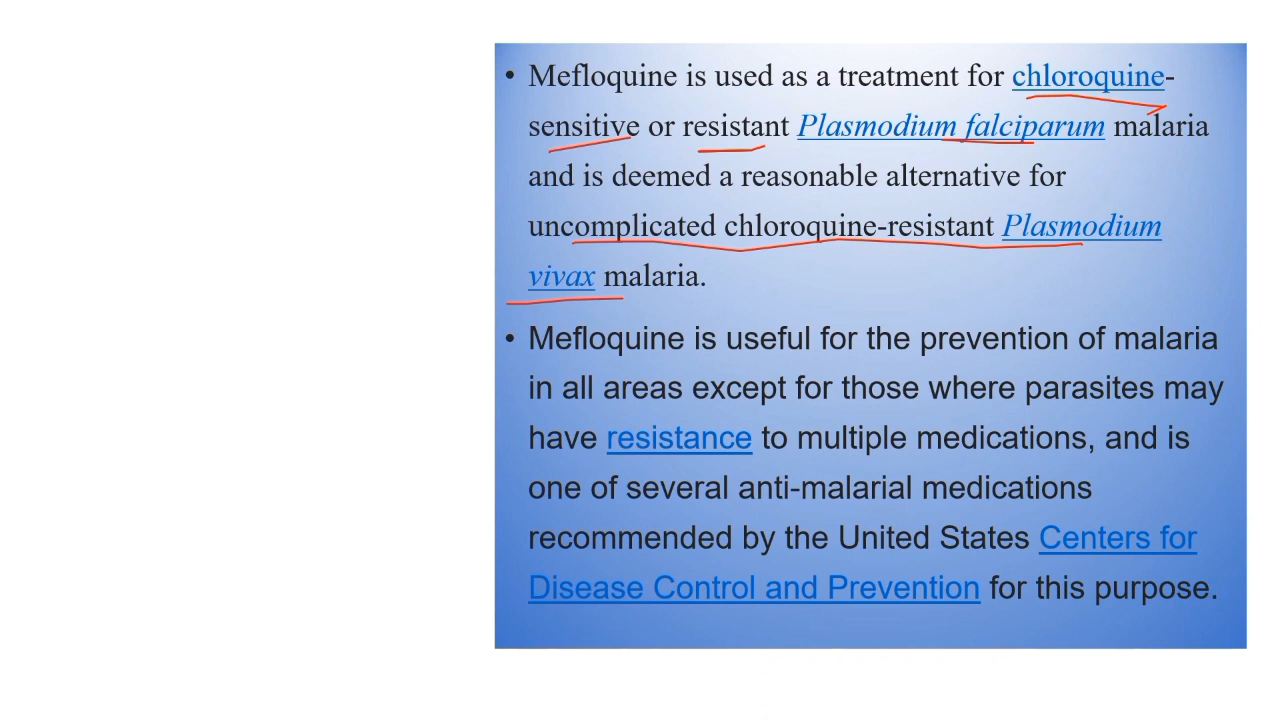 • Mefloquine is used as a treatment for chloroquine-
sensitive or resistant Plasmodium falciparum malaria
and is deemed a reasonable alternative for
uncomplicated chloroquine-resistant Plasmodium
vivax malaria.
• Mefloquine is useful for the prevention of malaria
in all areas except for those where parasites may
have resistance to multiple medications, and is
one of several anti-malarial medications
recommended by the United States Centers for
Disease Control and Prevention for this purpose.